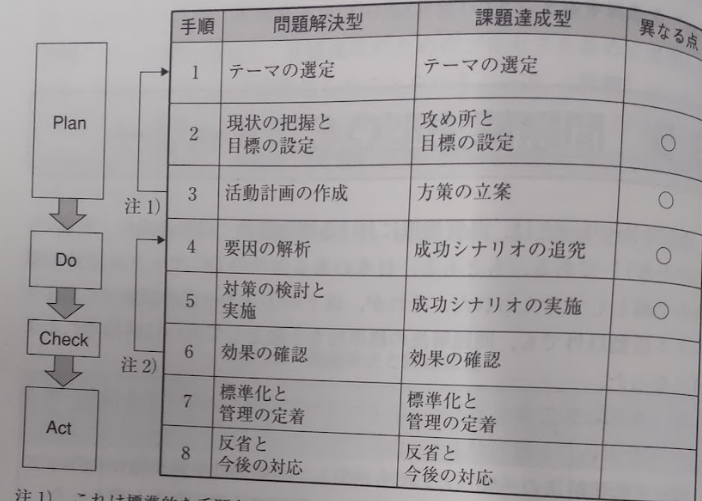 手順 問題解決型 課題達成型 異なる点
Plan
1 テーマの選定 テーマの選定
2 現状の把握と 攻め所と
目標の設定 目標の設定 ○
3 活動計画の作成 方策の立案 ○
注1)
Do
4 要因の解析 成功シナリオの追究 ○
5 対策の検討と 成功シナリオの実施 ○
実施
Check
6 効果の確認 効果の確認
注2)
Act
7 標準化と 標準化と
管理の定着 管理の定着
8 反省と 反省と
今後の対応 今後の対応
注1) これは標準的な手順